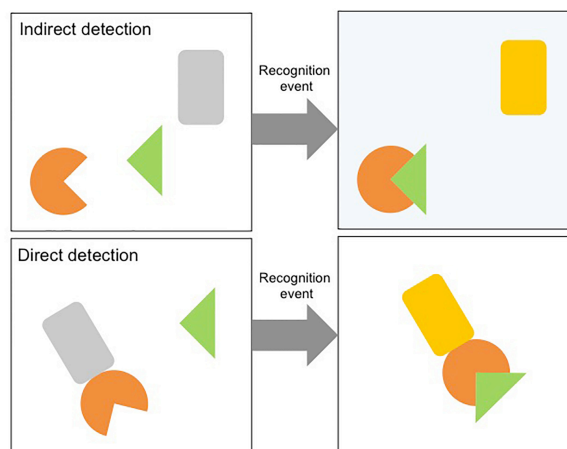 Indirect detection
Recognition
event
Direct detection
Recognition
event